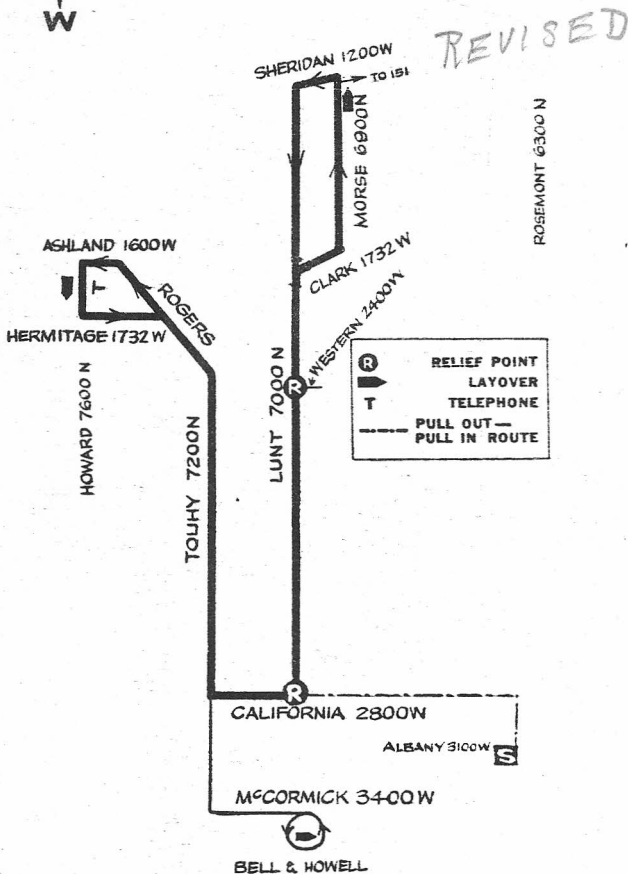 W
REVISED
SHERIDAN 1200W
TO 151
MORSE 6900N
ROSEMONT 6300N
ASHLAND 1600W
CLARK 1732W
T
ROGERS
HERMITAGE 1732W
WESTERN 2400W
R
HOWARD 7600N
TOUHY 7200N
LUNT 7000N
R RELIEF POINT
LAYOVER
T TELEPHONE
PULL OUT—
PULL IN ROUTE
R
CALIFORNIA 2800W
ALBANY 3100W S
McCORMICK 3400W
BELL & HOWELL